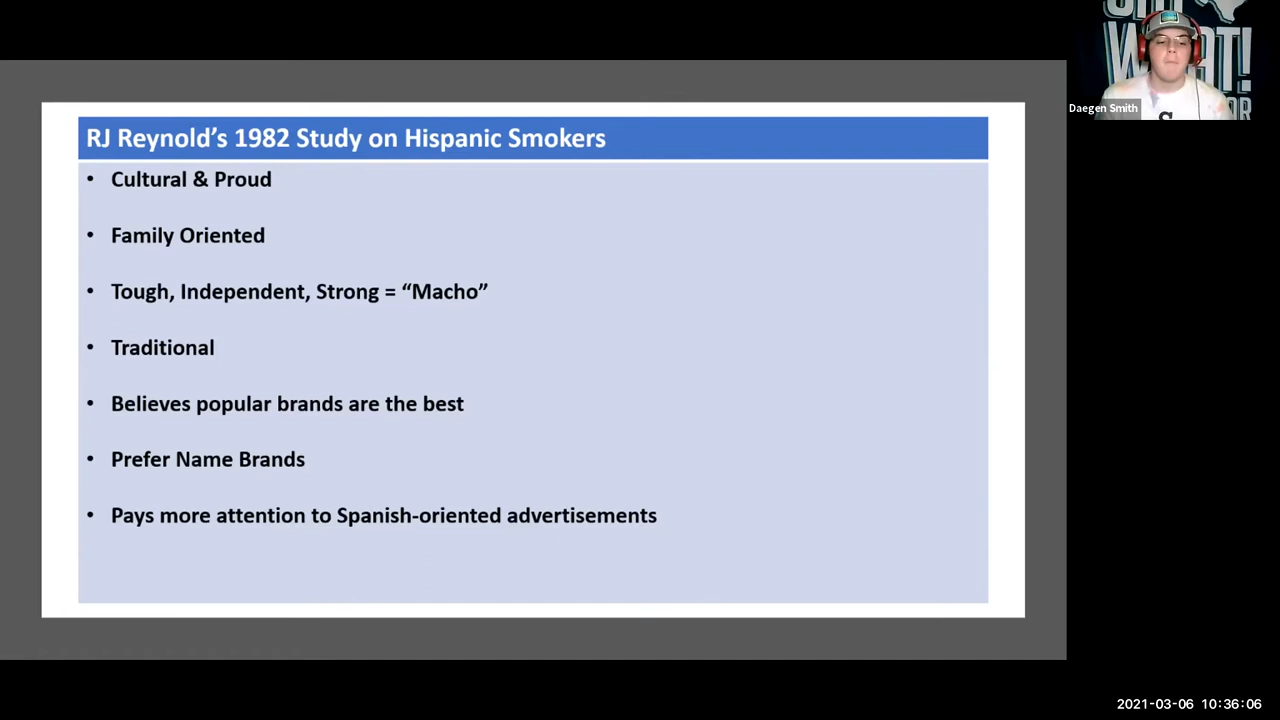 RJ Reynold’s 1982 Study on Hispanic Smokers
• Cultural & Proud
• Family Oriented
• Tough, Independent, Strong = “Macho”
• Traditional
• Believes popular brands are the best
• Prefer Name Brands
• Pays more attention to Spanish-oriented advertisements
Daegen Smith
2021-03-06 10:36:06